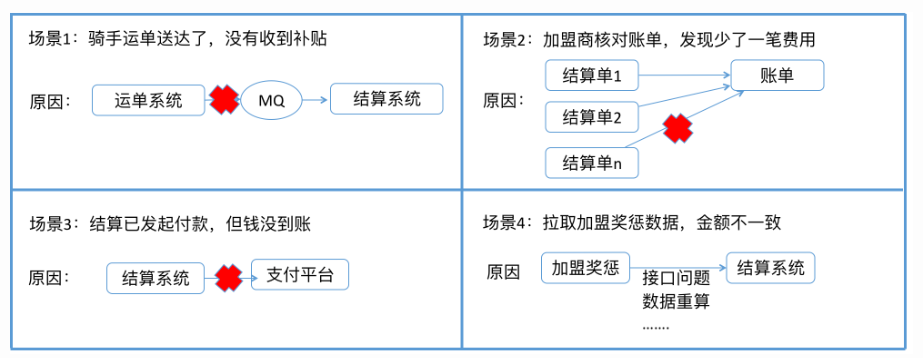 场景1：骑手运单送达了，没有收到补贴
原因：
运单系统
MQ
结算系统
场景2：加盟商核对账单，发现少了一笔费用
原因：
结算单1
账单
结算单2
结算单n
场景3：结算已发起付款，但钱没到账
原因：
结算系统
支付平台
场景4：拉取加盟奖惩数据，金额不一致
原因
加盟奖惩
结算系统
接口问题
数据重算
…….